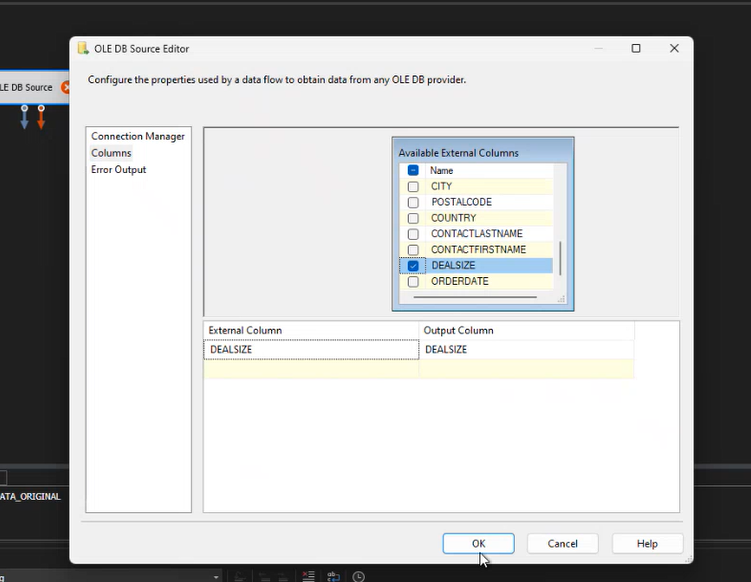 OLE DB Source Editor
Configure the properties used by a data flow to obtain data from any OLE DB provider.
LE DB Source
Connection Manager
Columns
Error Output
Available External Columns
Name
CITY
POSTALCODE
COUNTRY
CONTACTLASTNAME
CONTACTFIRSTNAME
DEALSIZE
ORDERDATE
External Column Output Column
DEALSIZE DEALSIZE
ATA_ORIGINAL
OK Cancel Help